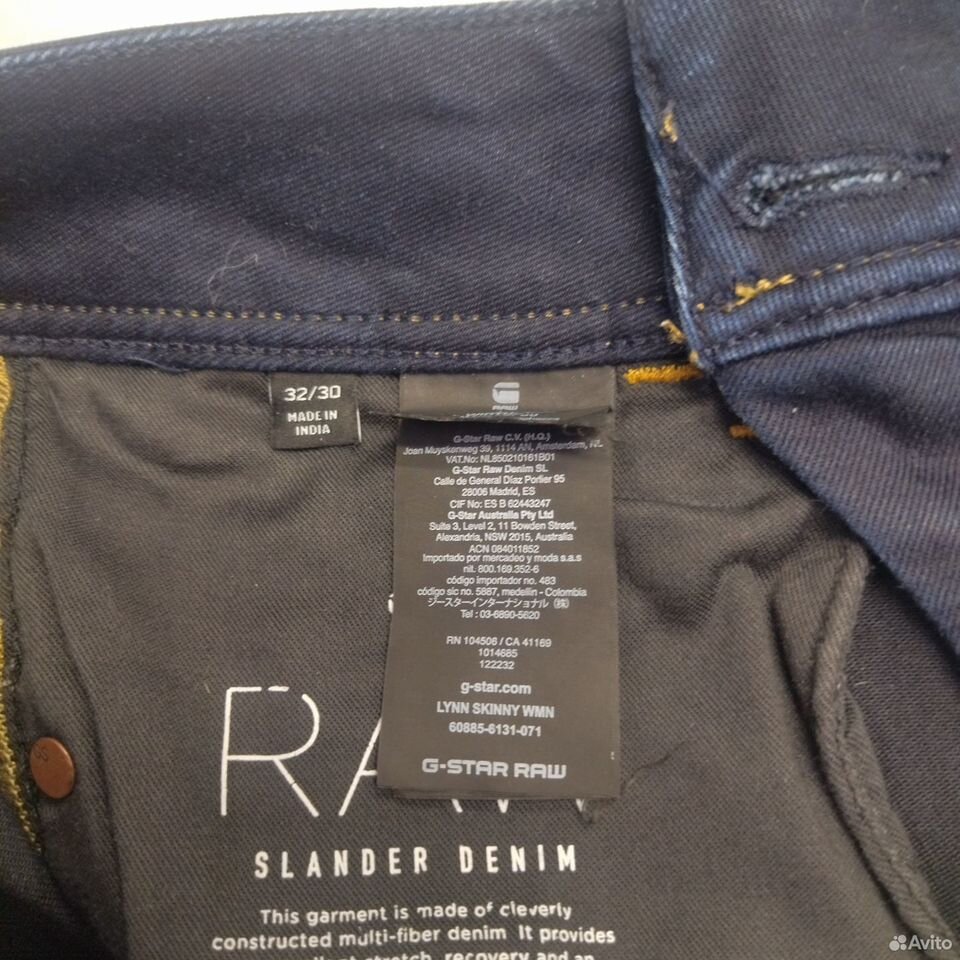 32/30
MADE IN
INDIA
RAW
G-Star Raw C.V. (H.Q.)
Joan Muyskenweg 39, 1114 AN, Amsterdam, NL
VAT.No: NL850210161B01
G-Star Raw Denim SL
Calle de General Díaz Porlier 95
28006 Madrid, ES
CIF No: ES B 62443247
G-Star Australia Pty Ltd
Suite 3, Level 2, 11 Bowden Street,
Alexandria, NSW 2015, Australia
ACN 084011852
Importado por mercadeo y moda s.a.s
nit. 800.169.352-6
código importador no. 483
código sic no. 5887, medellin - Colombia
ジースターインターナショナル (株)
Tel : 03-6890-5620
RN 104506 / CA 41169
1014685
122232
g-star.com
LYNN SKINNY WMN
60885-6131-071
G-STAR RAW
RAW
SLANDER DENIM
This garment is made of cleverly
constructed multi-fiber denim. It provides
stretch, recovery and an
Avito